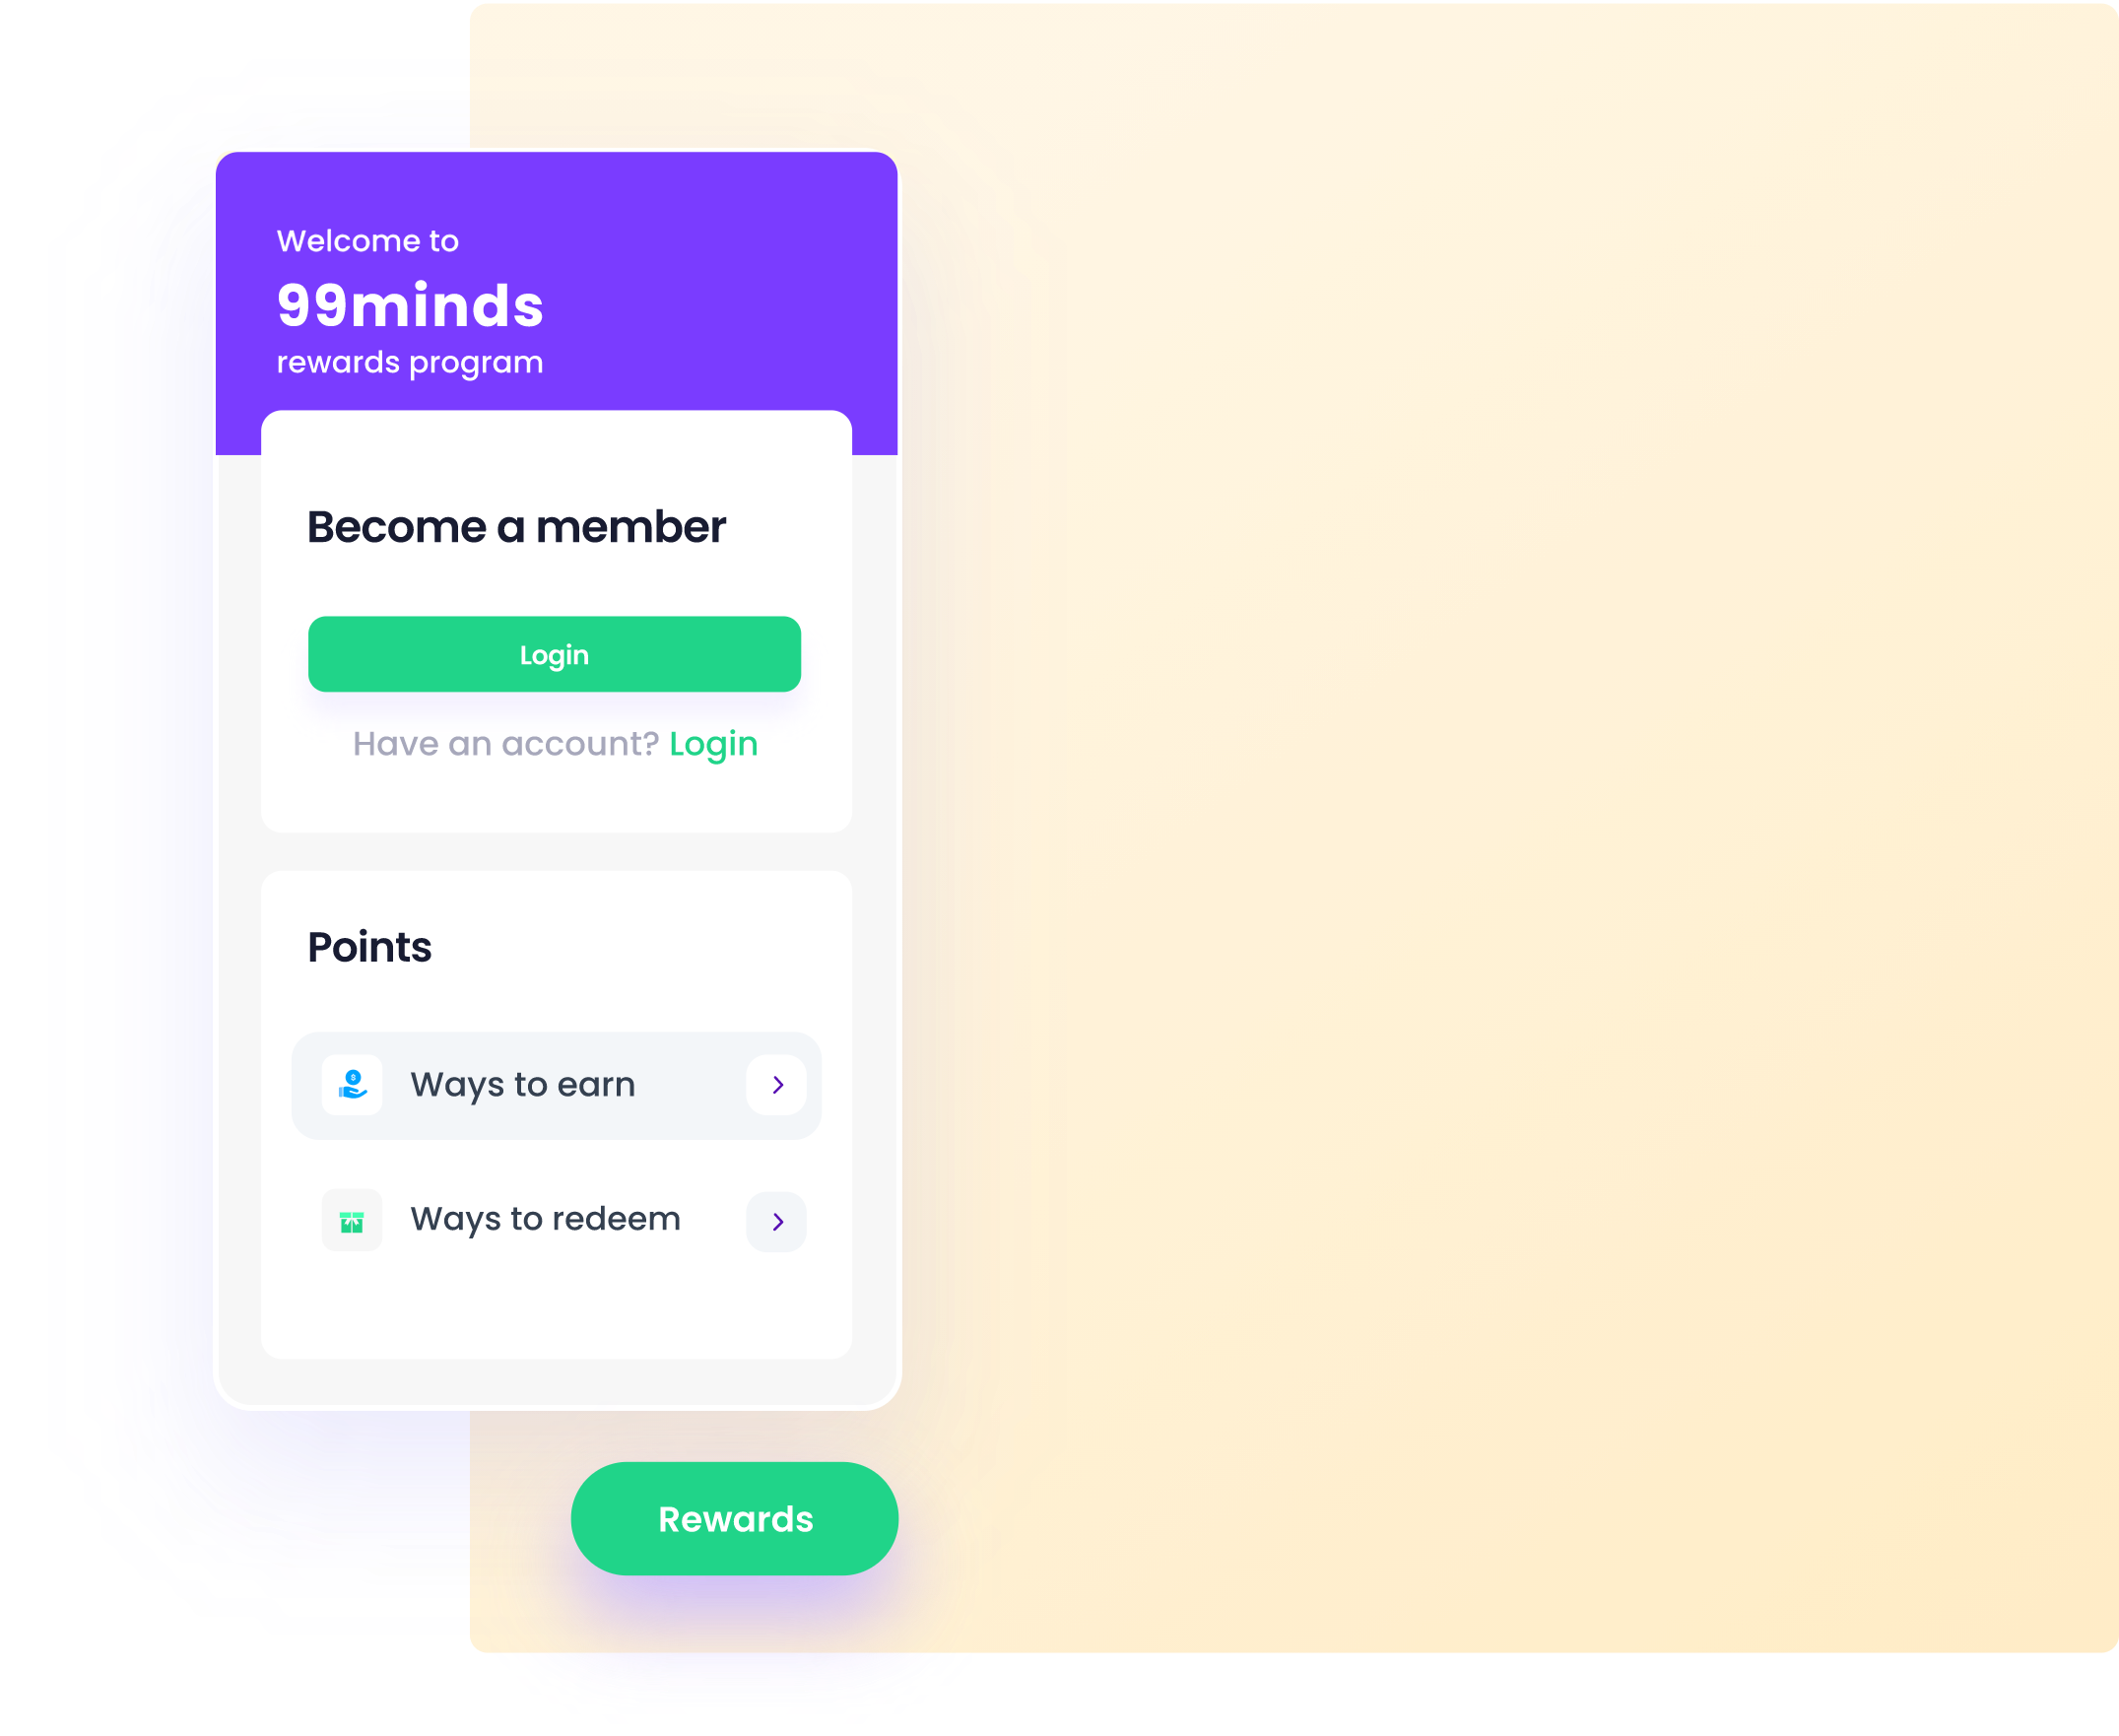 Welcome to
99minds
rewards program
Become a member
Login
Have an account? Login
Points
$
Ways to earn
Ways to redeem
Rewards